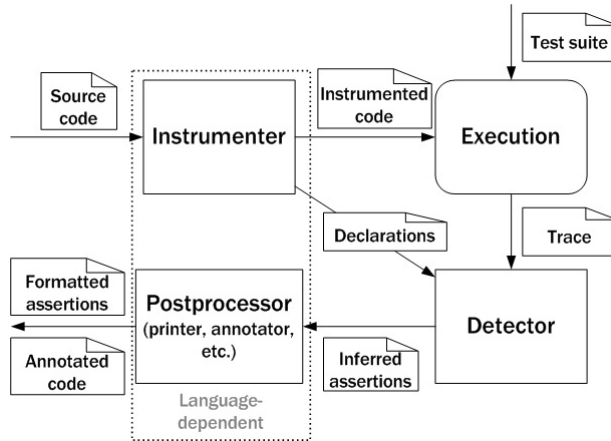 Test suite
Source
code
Instrumenter
Instrumented
code
Execution
Declarations
Trace
Formatted
assertions
Annotated
code
Postprocessor
(printer, annotator,
etc.)
Inferred
assertions
Detector
Language-
dependent